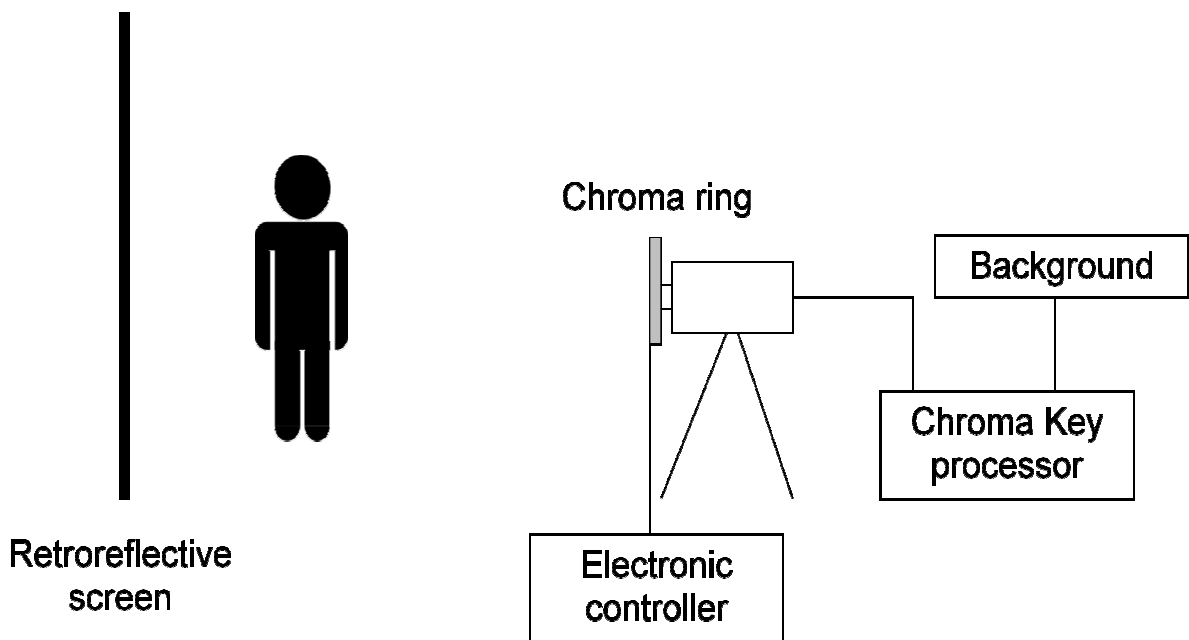 Chroma ring
Background
Chroma Key
processor
Retroreflective
screen
Electronic
controller